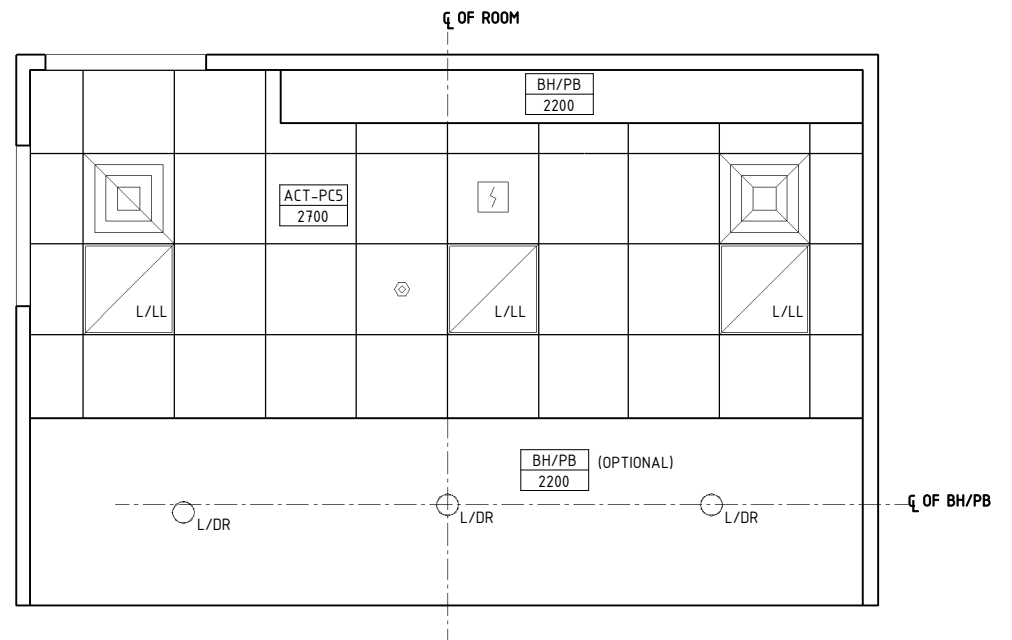 ℄ OF ROOM
BH/PB
2200
ACT-PC5
2700
L/LL
L/LL
L/LL
BH/PB (OPTIONAL)
2200
℄ OF BH/PB
L/DR
L/DR
L/DR